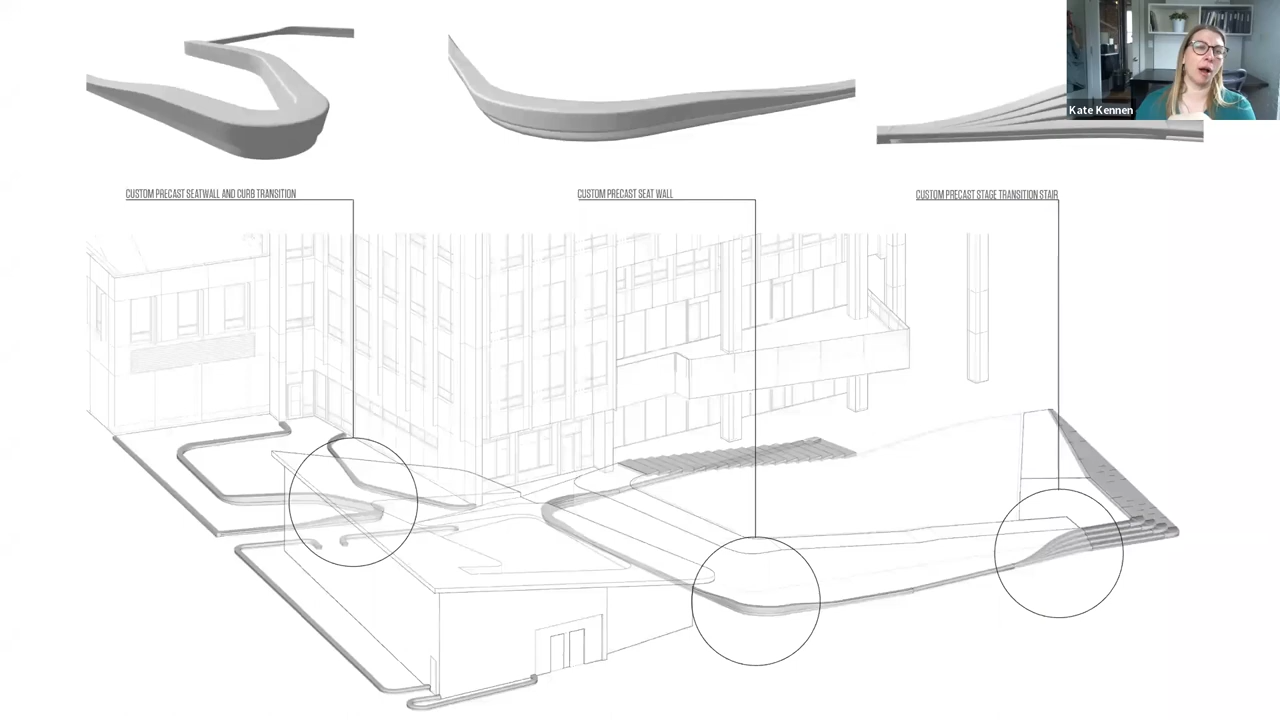 Kate Kennen
CUSTOM PRECAST SEATWALL AND CURB TRANSITION
CUSTOM PRECAST SEAT WALL
CUSTOM PRECAST STAGE TRANSITION STAIR